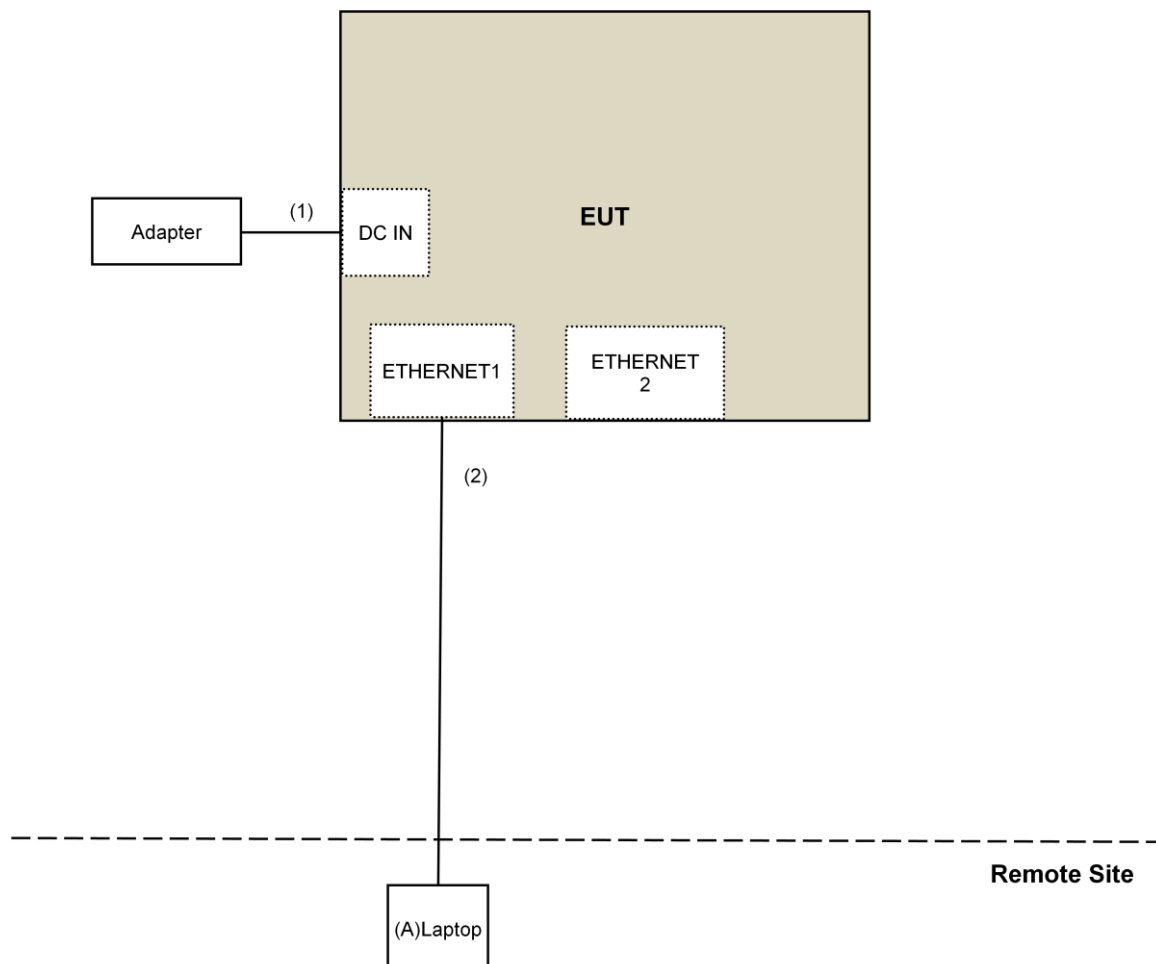 (1)
Adapter
DC IN
EUT
ETHERNET1
ETHERNET
2
(2)
Remote Site
(A)Laptop